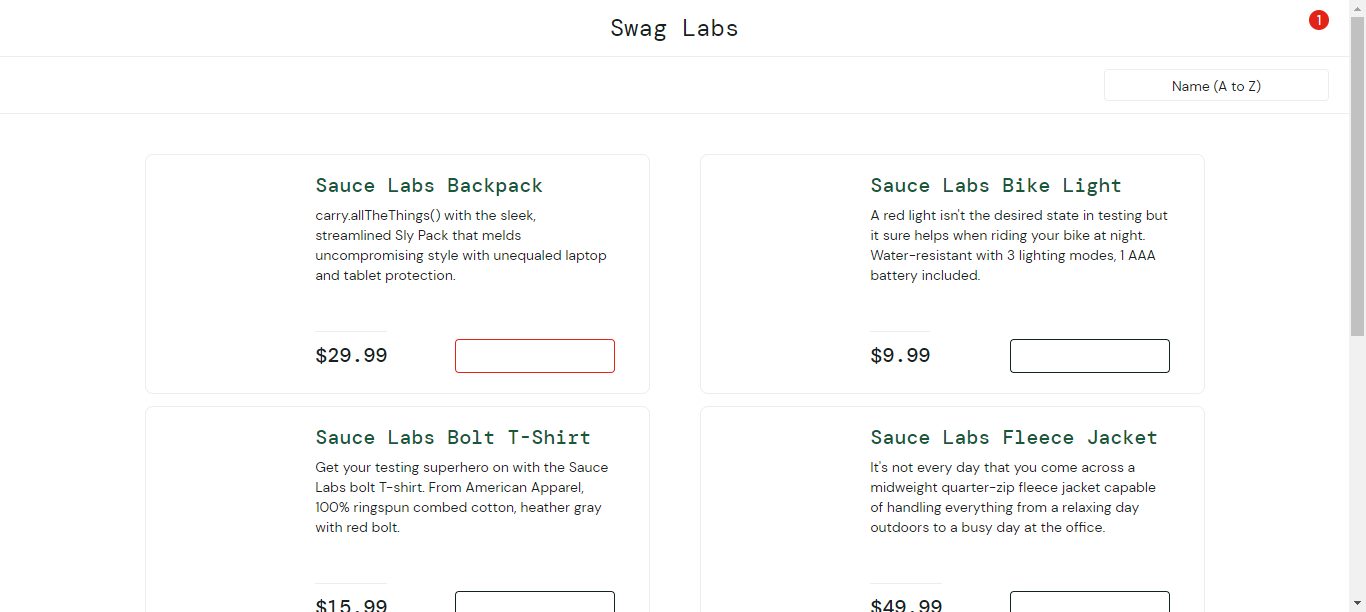 Swag Labs
1
Name (A to Z)
Sauce Labs Backpack
carry.allTheThings() with the sleek,
streamlined Sly Pack that melds
uncompromising style with unequaled laptop
and tablet protection.
$29.99
Sauce Labs Bike Light
A red light isn't the desired state in testing but
it sure helps when riding your bike at night.
Water-resistant with 3 lighting modes, 1 AAA
battery included.
$9.99
Sauce Labs Bolt T-Shirt
Get your testing superhero on with the Sauce
Labs bolt T-shirt. From American Apparel,
100% ringspun combed cotton, heather gray
with red bolt.
$15.99
Sauce Labs Fleece Jacket
It's not every day that you come across a
midweight quarter-zip fleece jacket capable
of handling everything from a relaxing day
outdoors to a busy day at the office.
$49.99